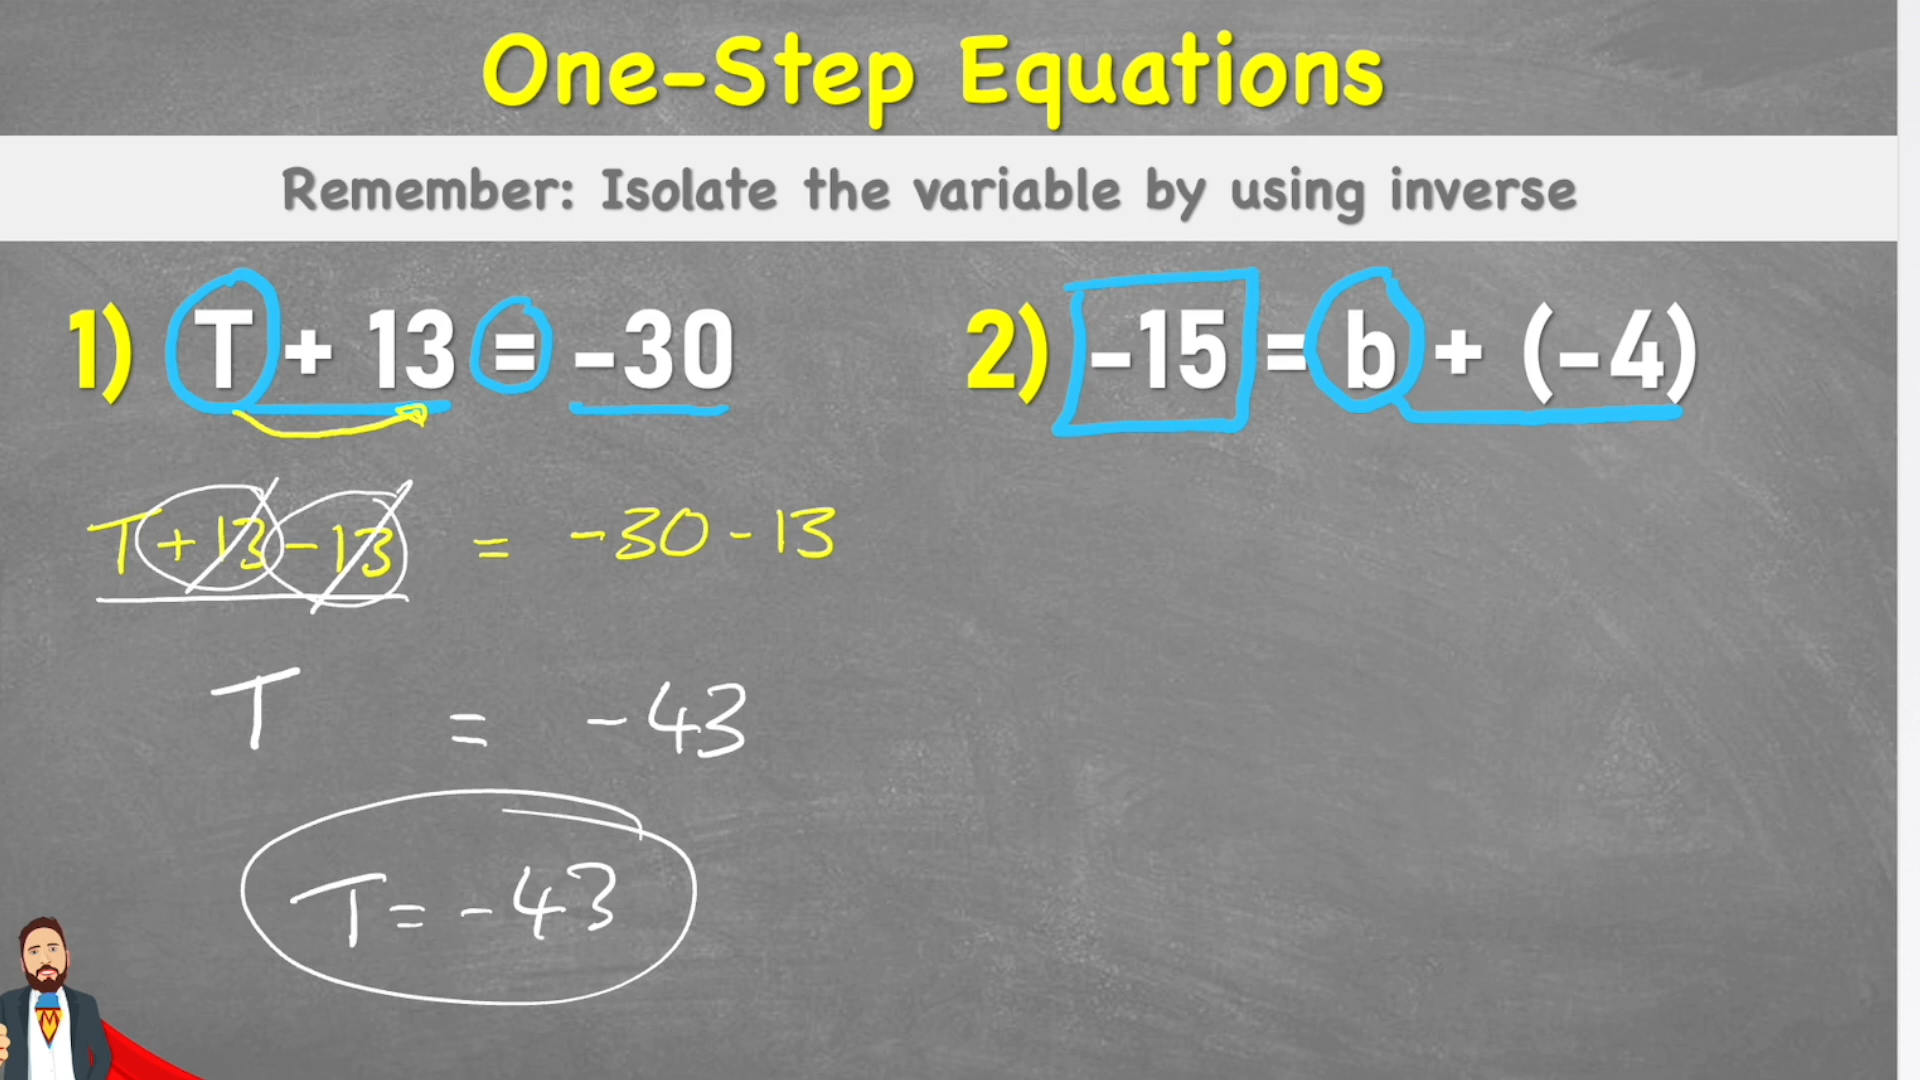 One-Step Equations
Remember: Isolate the variable by using inverse
1) T + 13 = -30
T + 13 - 13 = -30 - 13
T = -43
T = -43
2) -15 = b + (-4)
M